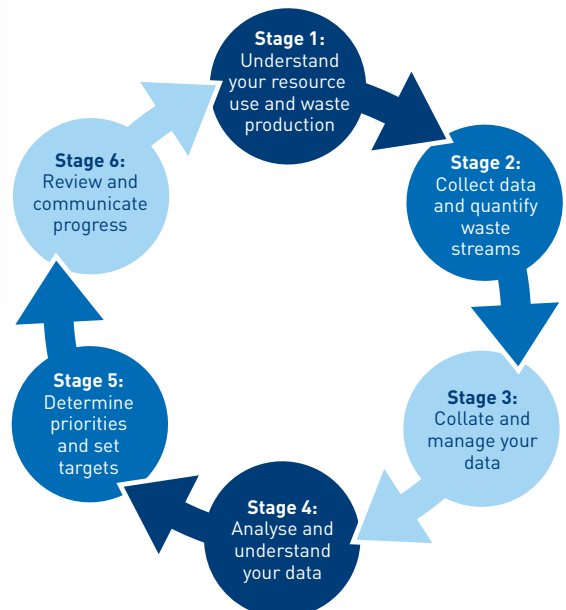 Stage 1:
Understand
your resource
use and waste
production
Stage 2:
Collect data
and quantify
waste
streams
Stage 3:
Collate and
manage your
data
Stage 4:
Analyse and
understand
your data
Stage 5:
Determine
priorities
and set
targets
Stage 6:
Review and
communicate
progress